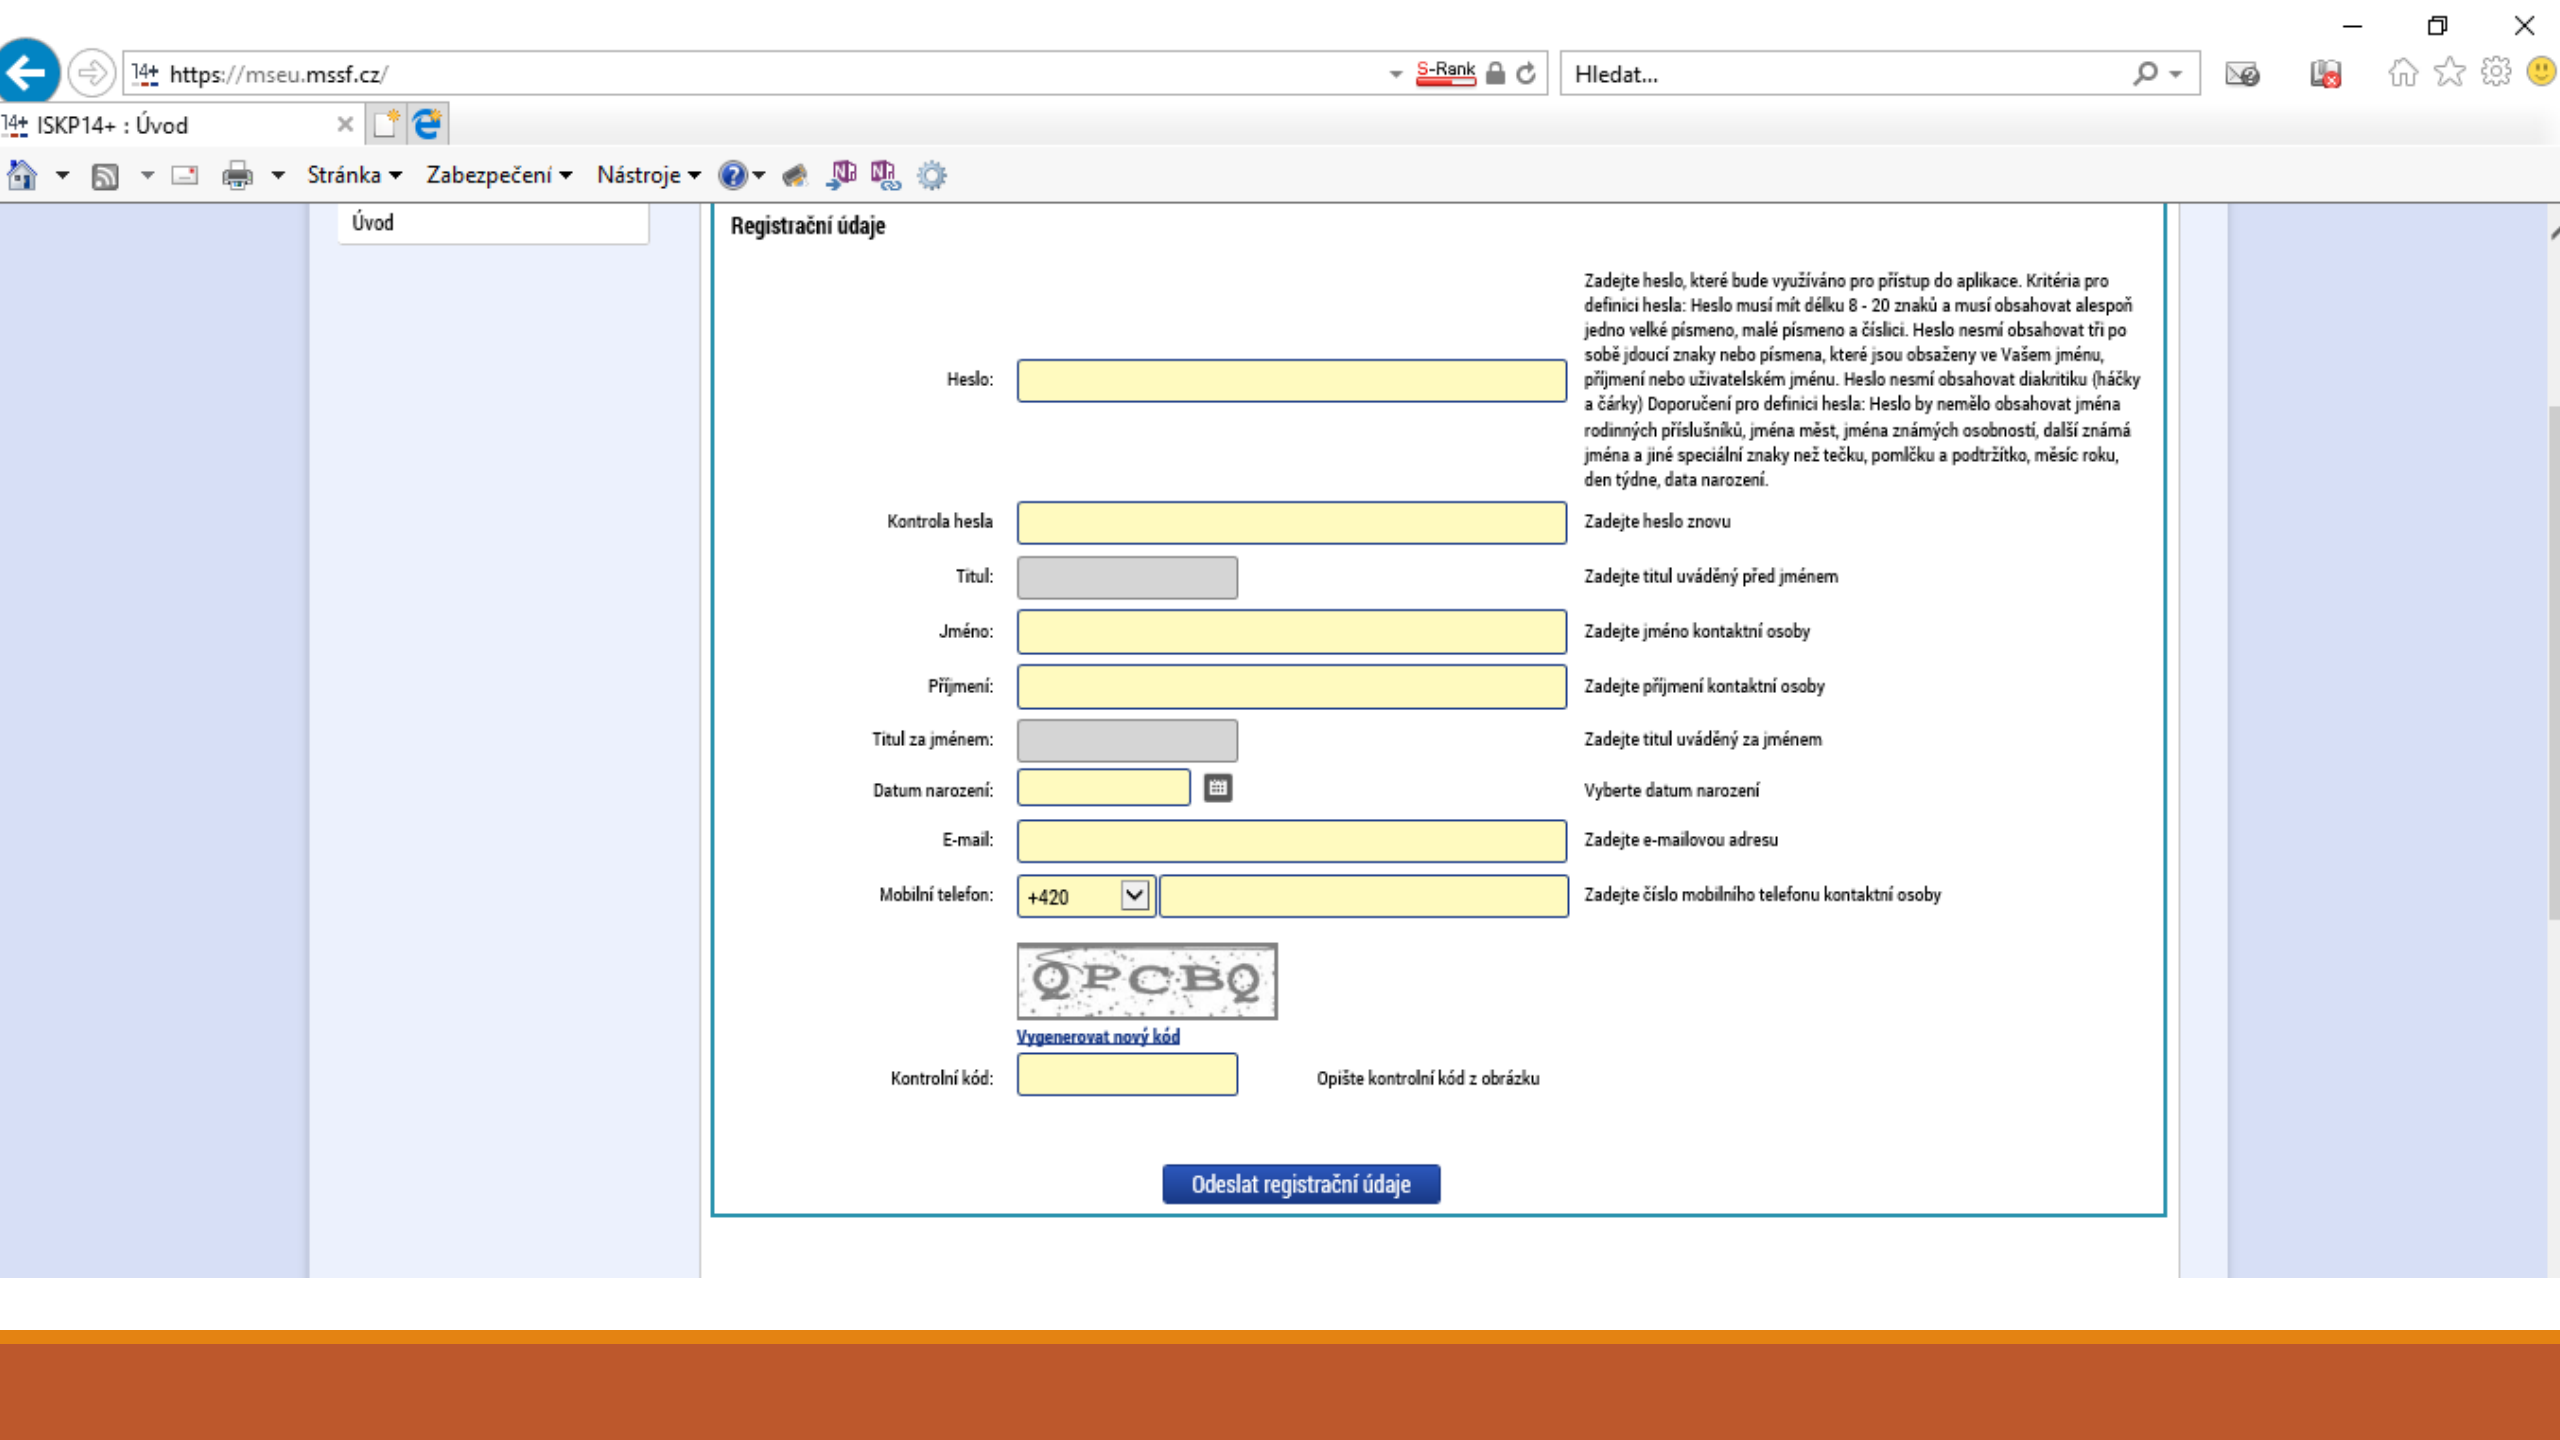 14+ https://mseu.mssf.cz/ S-Rank Hledat...
14+ ISKP14+ : Úvod
Stránka Zabezpečení Nástroje
Úvod
Registrační údaje
Zadejte heslo, které bude využíváno pro přístup do aplikace. Kritéria pro
definici hesla: Heslo musí mít délku 8 - 20 znaků a musí obsahovat alespoň
jedno velké písmeno, malé písmeno a číslici. Heslo nesmí obsahovat tři po
sobě jdoucí znaky nebo písmena, které jsou obsaženy ve Vašem jménu,
příjmení nebo uživatelském jménu. Heslo nesmí obsahovat diakritiku (háčky
a čárky) Doporučení pro definici hesla: Heslo by nemělo obsahovat jména
rodinných příslušníků, jména měst, jména známých osobností, další známá
jména a jiné speciální znaky než tečku, pomlčku a podtržítko, měsíc roku,
den týdne, data narození.
Heslo:
Kontrola hesla Zadejte heslo znovu
Titul: Zadejte titul uváděný před jménem
Jméno: Zadejte jméno kontaktní osoby
Příjmení: Zadejte příjmení kontaktní osoby
Titul za jménem: Zadejte titul uváděný za jménem
Datum narození: Vyberte datum narození
E-mail: Zadejte e-mailovou adresu
Mobilní telefon: +420 Zadejte číslo mobilního telefonu kontaktní osoby
QPCBQ
Vygenerovat nový kód
Kontrolní kód: Opište kontrolní kód z obrázku
Odeslat registrační údaje